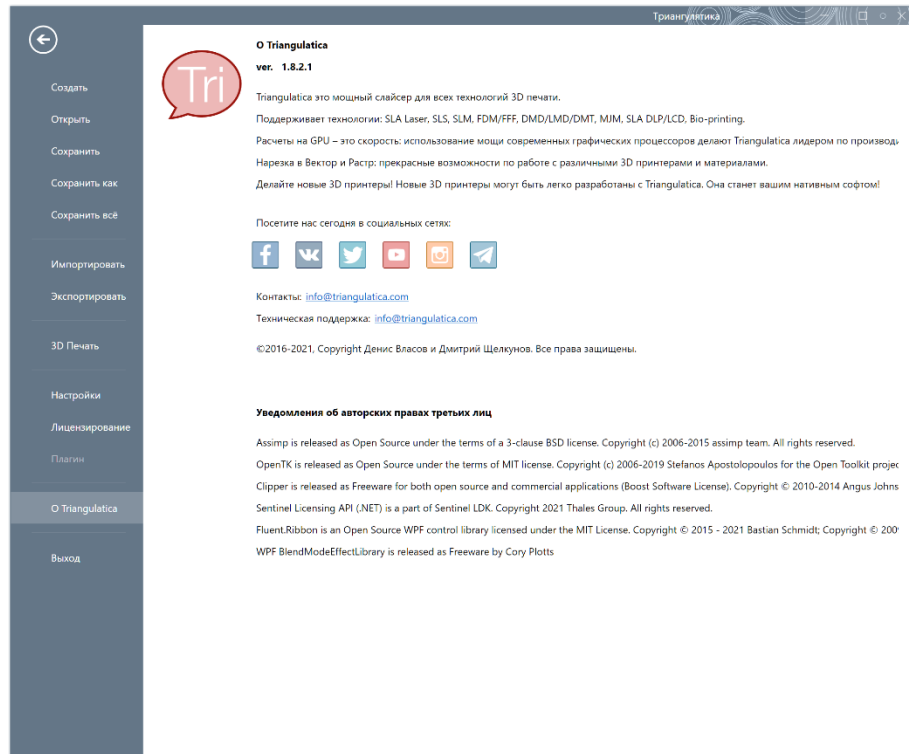 Триангулятика
Создать
Открыть
Сохранить
Сохранить как
Сохранить всё
Импортировать
Экспортировать
3D Печать
Настройки
Лицензирование
Плагин
О Triangulatica
Выход
Tri
О Triangulatica
ver. 1.8.2.1
Triangulatica это мощный слайсер для всех технологий 3D печати.
Поддерживает технологии: SLA Laser, SLS, SLM, FDM/FFF, DMD/LMD/DMT, MJM, SLA DLP/LCD, Bio-printing.
Расчеты на GPU – это скорость: использование мощи современных графических процессоров делают Triangulatica лидером по производи
Нарезка в Вектор и Растр: прекрасные возможности по работе с различными 3D принтерами и материалами.
Делайте новые 3D принтеры! Новые 3D принтеры могут быть легко разработаны с Triangulatica. Она станет вашим нативным софтом!
Посетите нас сегодня в социальных сетях:
Контакты: info@triangulatica.com
Техническая поддержка: info@triangulatica.com
©2016-2021, Copyright Денис Власов и Дмитрий Щелкунов. Все права защищены.
Уведомления об авторских правах третьих лиц
Assimp is released as Open Source under the terms of a 3-clause BSD license. Copyright (c) 2006-2015 assimp team. All rights reserved.
OpenTK is released as Open Source under the terms of MIT license. Copyright (c) 2006-2019 Stefanos Apostolopoulos for the Open Toolkit projec
Clipper is released as Freeware for both open source and commercial applications (Boost Software License). Copyright © 2010-2014 Angus Johns
Sentinel Licensing API (.NET) is a part of Sentinel LDK. Copyright 2021 Thales Group. All rights reserved.
Fluent.Ribbon is an Open Source WPF control library licensed under the MIT License. Copyright © 2015 - 2021 Bastian Schmidt; Copyright © 200
WPF BlendModeEffectLibrary is released as Freeware by Cory Plotts